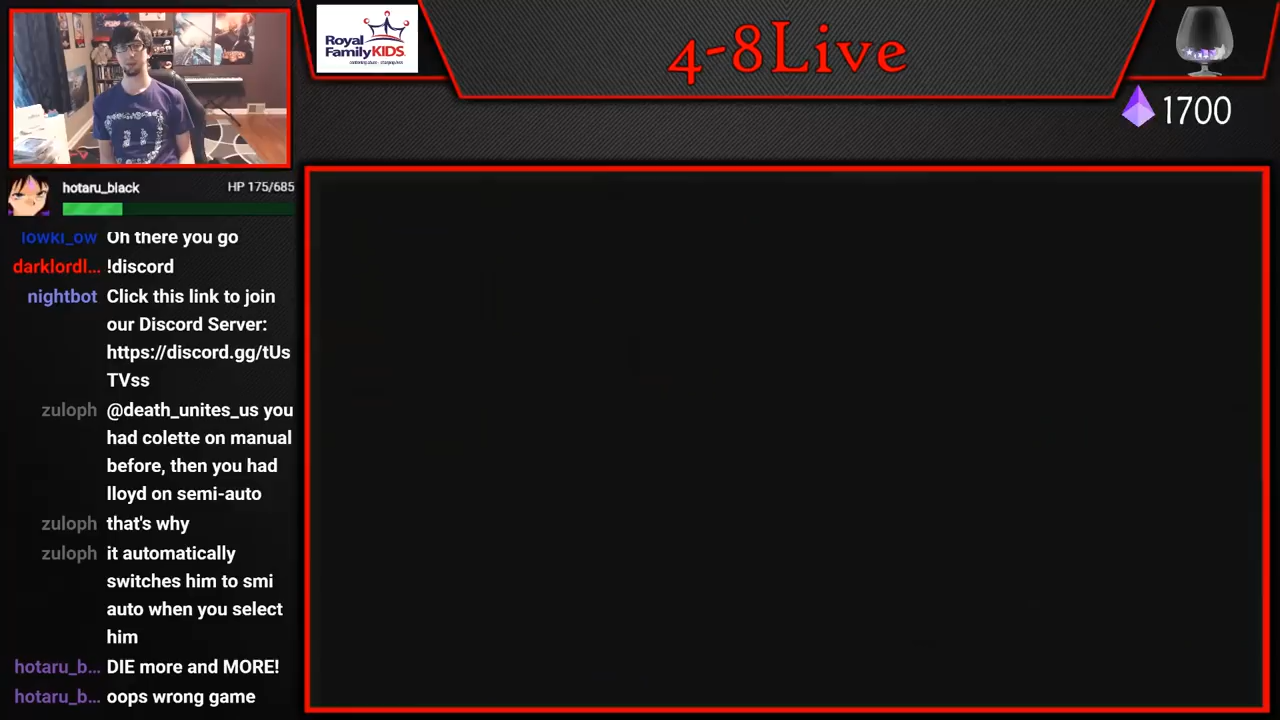 Royal
Family KIDS.
4-8Live
1700
hotaru_black HP 175/685
lowki_ow Oh there you go
darklordl... !discord
nightbot Click this link to join
our Discord Server:
https://discord.gg/tUs
TVss
zuloph @death_unites_us you
had colette on manual
before, then you had
lloyd on semi-auto
zuloph that's why
zuloph it automatically
switches him to smi
auto when you select
him
hotaru_b... DIE more and MORE!
hotaru_b... oops wrong game